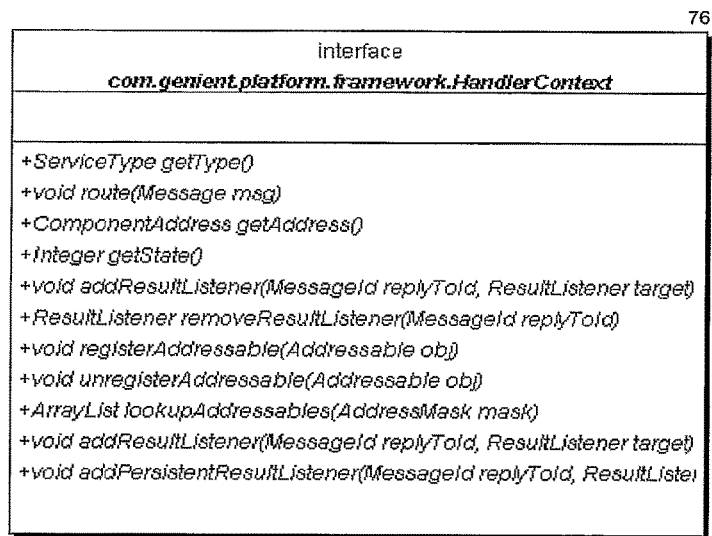 76
interface
com.genient.platform.framework.HandlerContext
+ServiceType getType()
+void route(Message msg)
+ComponentAddress getAddress()
+Integer getState()
+void addResultListener(MessageId replyToId, ResultListener target)
+ResultListener removeResultListener(MessageId replyToId)
+void registerAddressable(Addressable obj)
+void unregisterAddressable(Addressable obj)
+ArrayList lookupAddressables(AddressMask mask)
+void addResultListener(MessageId replyToId, ResultListener target)
+void addPersistentResultListener(MessageId replyToId, ResultListe